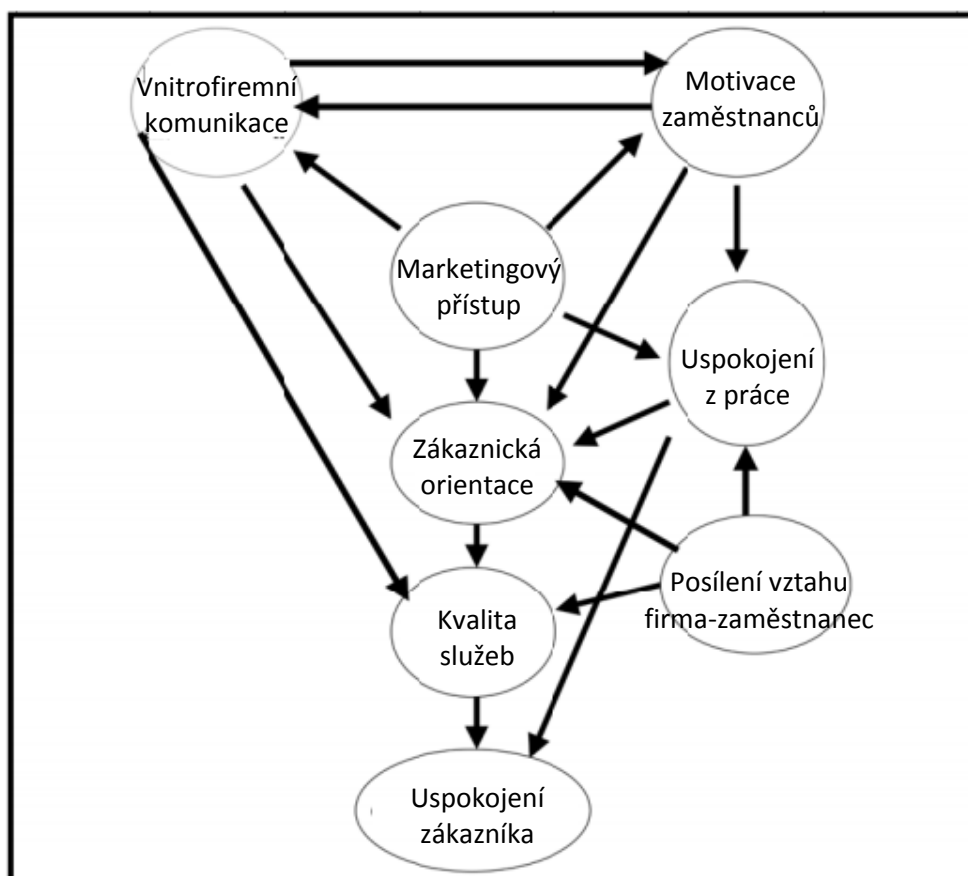 Vnitrofiremní
komunikace
Motivace
zaměstnanců
Marketingový
přístup
Uspokojení
z práce
Zákaznická
orientace
Posílení vztahu
firma-zaměstnanec
Kvalita
služeb
Uspokojení
zákazníka